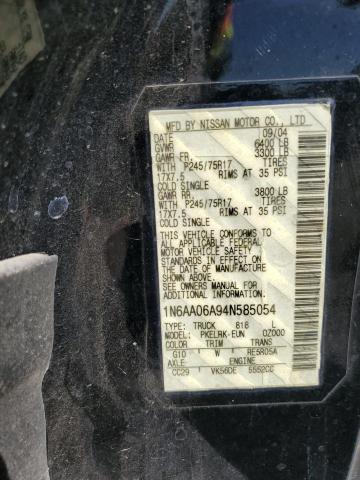 MFD BY NISSAN MOTOR CO., LTD
DATE 09/04
GVWR 6400 LB
GAWR FR. 3300 LB
WITH P245/75R17 TIRES
17X7.5 RIMS AT 35 PSI
COLD SINGLE
GAWR RR 3800 LB
WITH P245/75R17 TIRES
17X7.5 RIMS AT 35 PSI
COLD SINGLE
THIS VEHICLE CONFORMS TO
ALL APPLICABLE FEDERAL
MOTOR VEHICLE SAFETY
STANDARDS IN EFFECT ON
THE DATE OF MANUFACTURE
SHOWN ABOVE.
SEE OWNERS MANUAL FOR
ADDITIONAL INFORMATION
1N6AA06A94N585054
TYPE: TRUCK 818 L
MODEL: PKELRK-EUN OZ000
COLOR TRIM TRANS
G10 W RE5R05A
AXLE ENGINE
CC29 VK56DE 5552CC